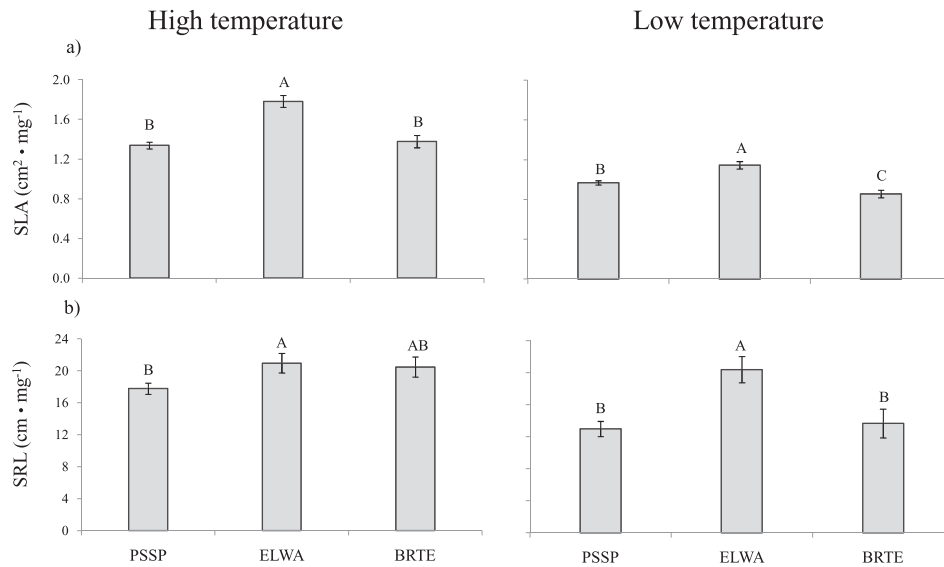 High temperature
Low temperature
a)
SLA (cm² • mg⁻¹)
2.0
1.6
1.2
0.8
0.4
0.0
B
A
B
B
A
C
b)
SRL (cm • mg⁻¹)
24
20
16
12
8
4
0
B
A
AB
B
A
B
PSSP
ELWA
BRTE
PSSP
ELWA
BRTE